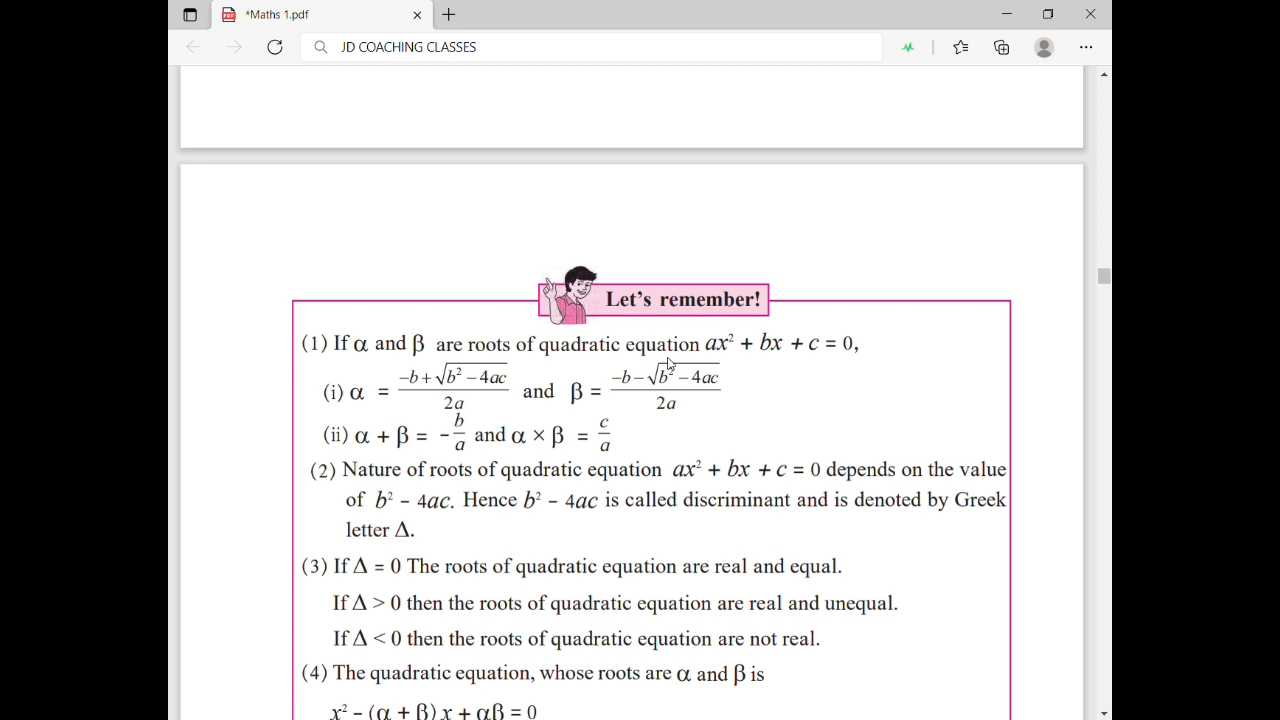 *Maths 1.pdf
JD COACHING CLASSES
Let's remember!
(1) If α and β are roots of quadratic equation ax² + bx + c = 0,
(i) α = (-b + √(b² - 4ac))/2a and β = (-b - √(b² - 4ac))/2a
(ii) α + β = - b/a and α × β = c/a
(2) Nature of roots of quadratic equation ax² + bx + c = 0 depends on the value
of b² - 4ac. Hence b² - 4ac is called discriminant and is denoted by Greek
letter Δ.
(3) If Δ = 0 The roots of quadratic equation are real and equal.
If Δ > 0 then the roots of quadratic equation are real and unequal.
If Δ < 0 then the roots of quadratic equation are not real.
(4) The quadratic equation, whose roots are α and β is
x² - (α + β) x + αβ = 0